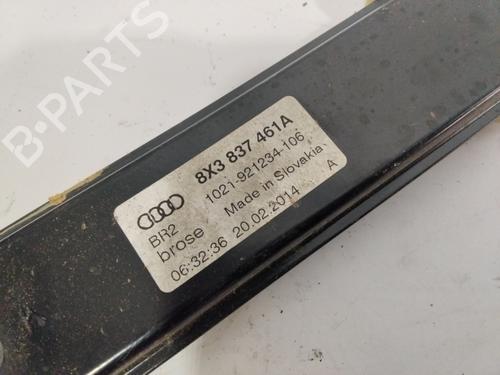 B-PARTS
8X3 837 461A
1021-921234-106
BR2 Made in Slovakia
brose 20.02.2014 A
06:32:36